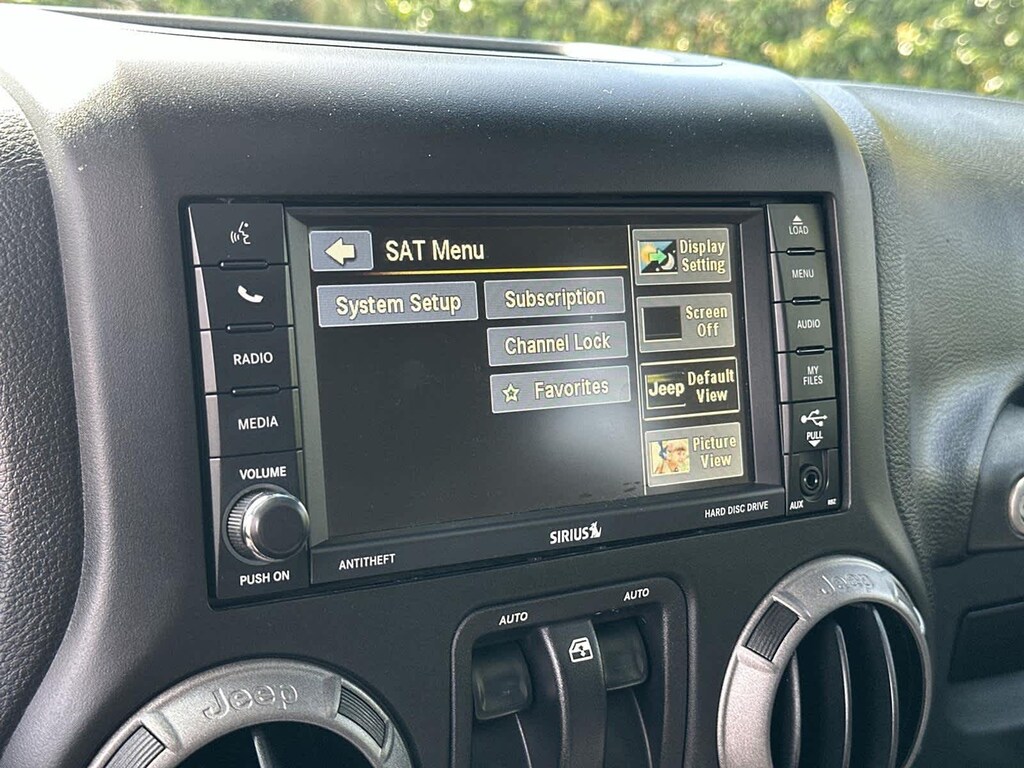 SAT Menu
System Setup
Subscription
Channel Lock
Favorites
Display
Setting
Screen
Off
Jeep
Default
View
Picture
View
RADIO
MEDIA
VOLUME
PUSH ON
LOAD
MENU
AUDIO
MY
FILES
PULL
AUX
RBZ
ANTITHEFT
SIRIUS
HARD DISC DRIVE
AUTO
AUTO
Jeep
Jeep